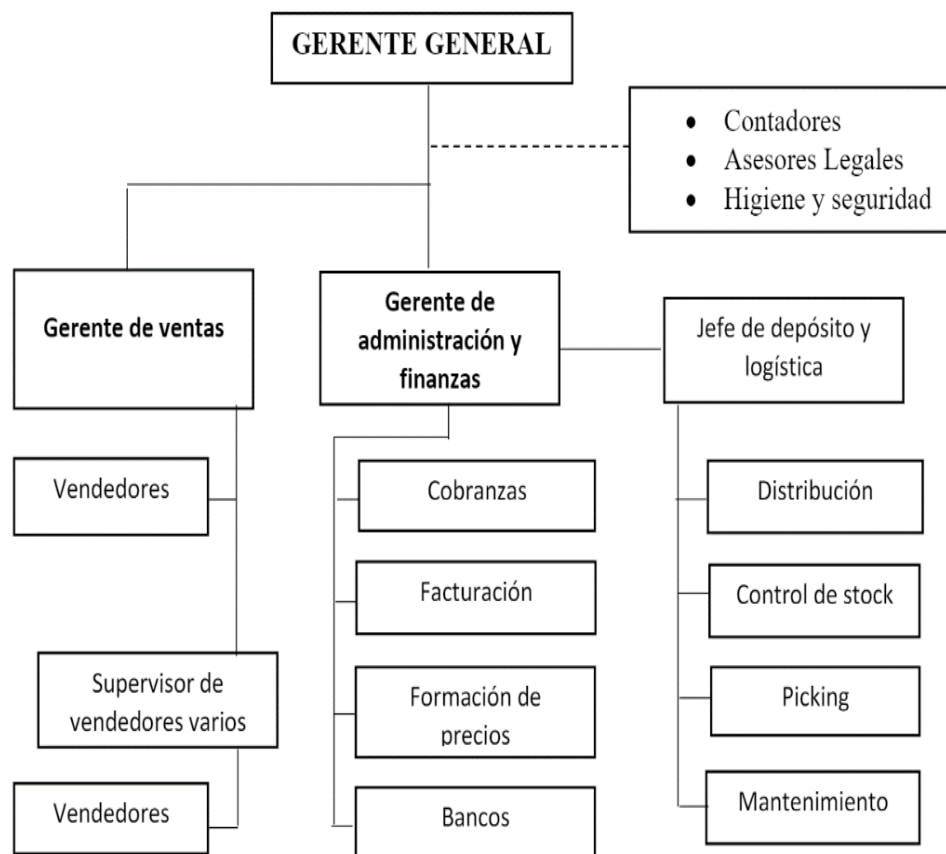 GERENTE GENERAL
• Contadores
• Asesores Legales
• Higiene y seguridad
Gerente de ventas
Gerente de
administración y
finanzas
Jefe de depósito y
logística
Vendedores
Supervisor de
vendedores varios
Vendedores
Cobranzas
Facturación
Formación de
precios
Bancos
Distribución
Control de stock
Picking
Mantenimiento